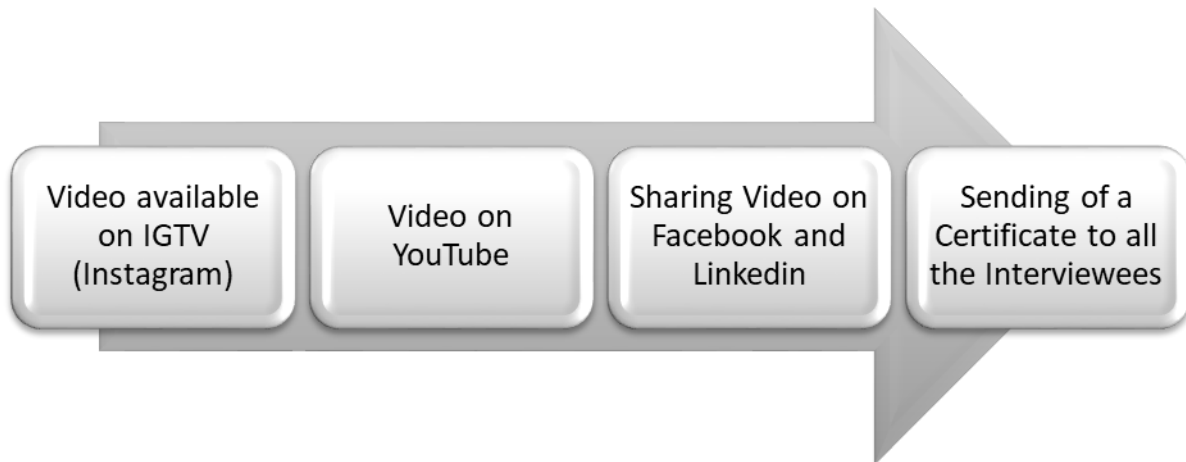 Video available
on IGTV
(Instagram)
Video on
YouTube
Sharing Video on
Facebook and
Linkedin
Sending of a
Certificate to all
the Interviewees